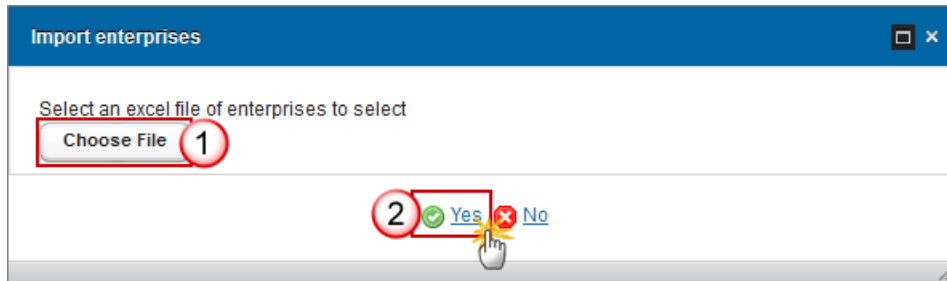 Import enterprises
Select an excel file of enterprises to select
Choose File 1
2 Yes No